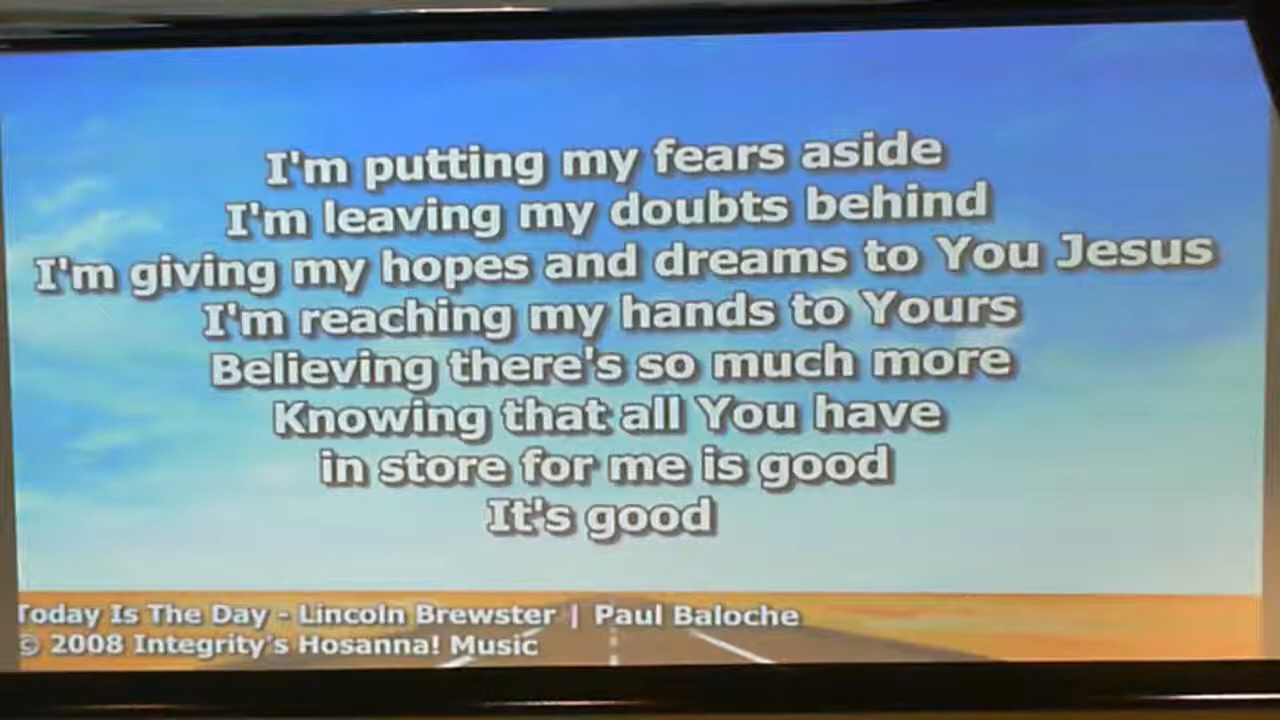 I'm putting my fears aside
I'm leaving my doubts behind
I'm giving my hopes and dreams to You Jesus
I'm reaching my hands to Yours
Believing there's so much more
Knowing that all You have
in store for me is good
It's good
Today Is The Day - Lincoln Brewster | Paul Baloche
© 2008 Integrity's Hosanna! Music